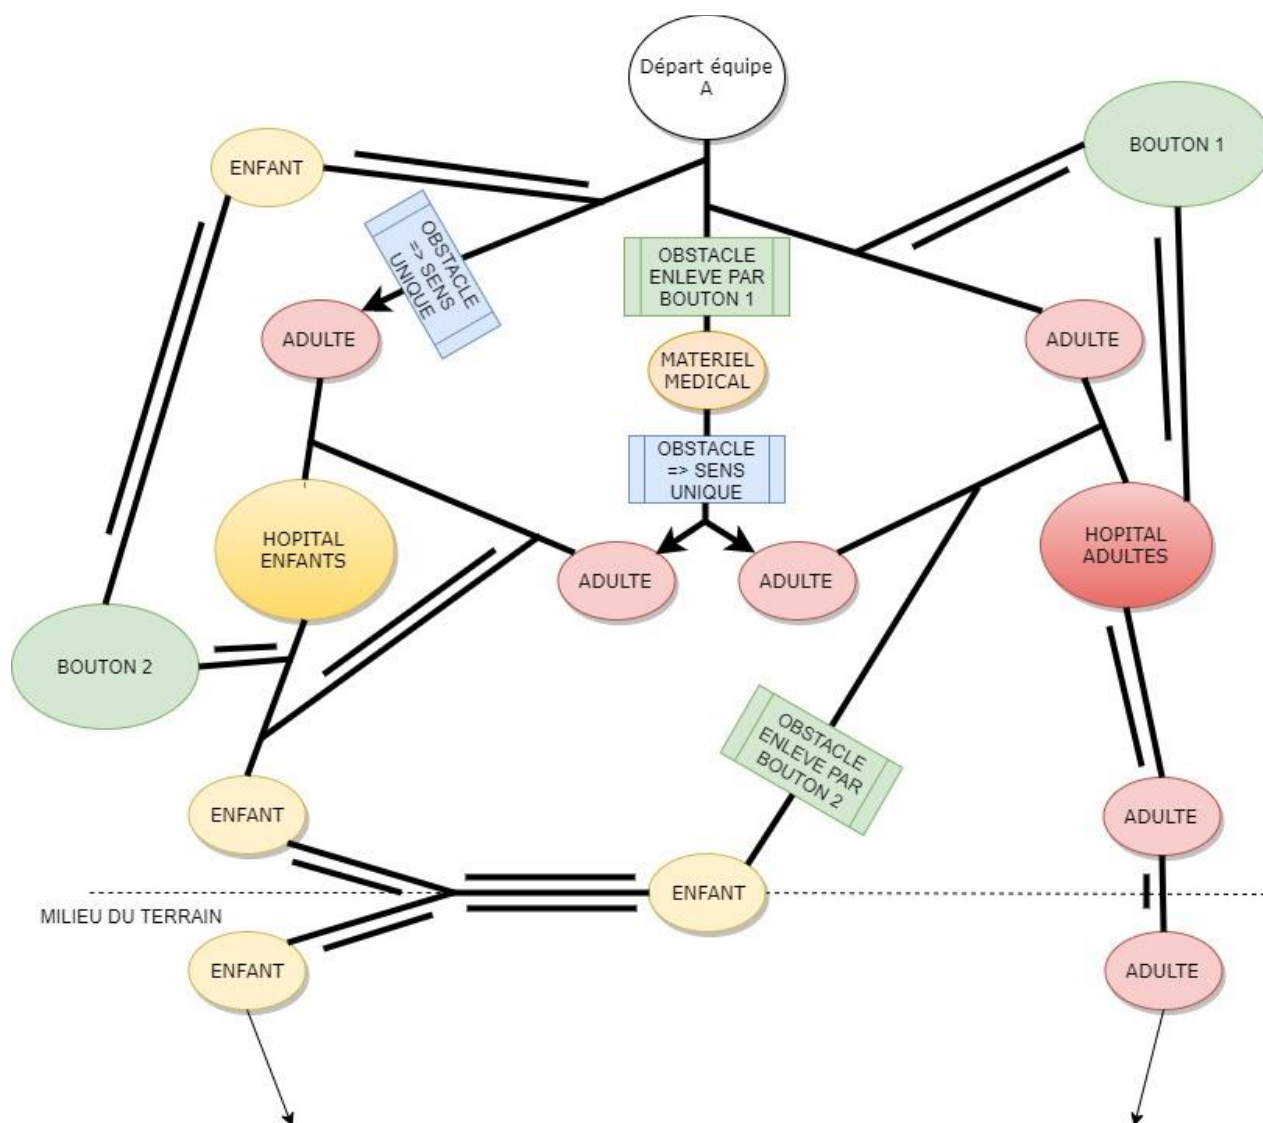 Départ équipe
A
BOUTON 1
ENFANT
OBSTACLE
=> SENS
UNIQUE
OBSTACLE
ENLEVE PAR
BOUTON 1
ADULTE
MATERIEL
MEDICAL
ADULTE
OBSTACLE
=> SENS
UNIQUE
HOPITAL
ENFANTS
HOPITAL
ADULTES
ADULTE
ADULTE
BOUTON 2
OBSTACLE
ENLEVE PAR
BOUTON 2
ENFANT
ADULTE
ENFANT
MILIEU DU TERRAIN
ENFANT
ADULTE